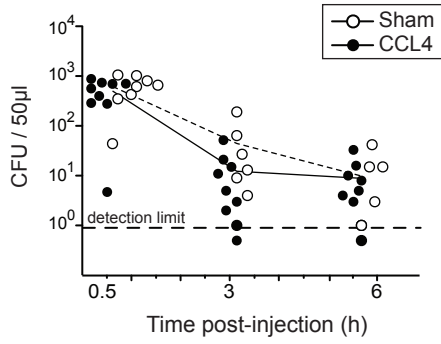 Sham
CCL4
10⁴
10³
10²
10¹
10⁰
CFU / 50µl
detection limit
0.5
3
6
Time post-injection (h)